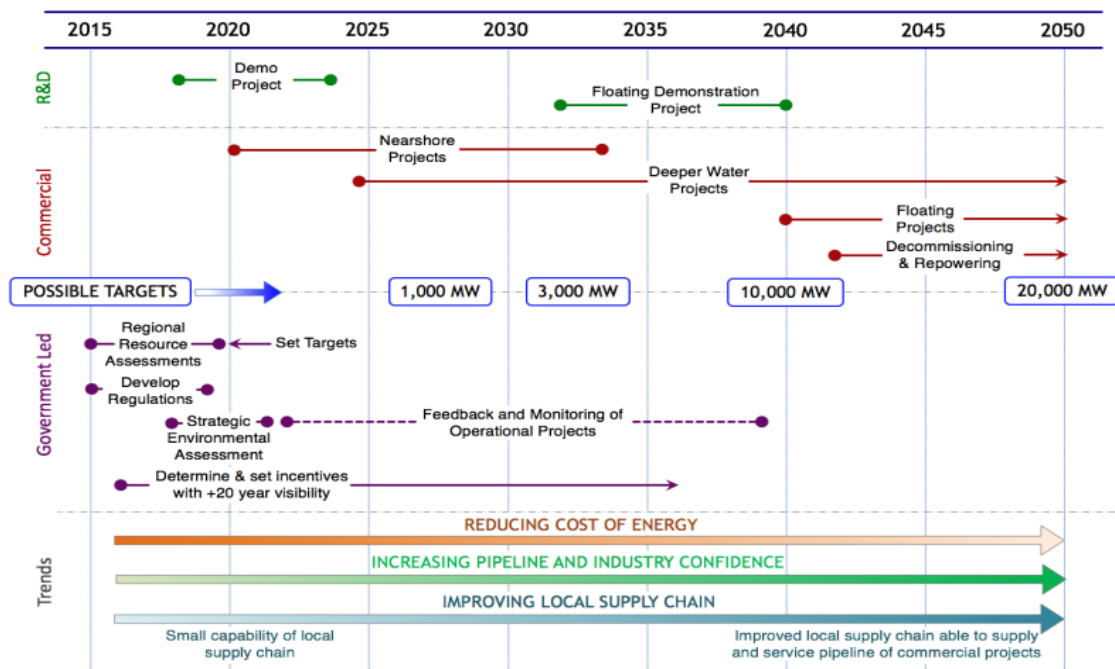 2015 2020 2025 2030 2035 2040 2045 2050
R&D
Demo
Project
Floating Demonstration
Project
Commercial
Nearshore
Projects
Deeper Water
Projects
Floating
Projects
Decommissioning
& Repowering
POSSIBLE TARGETS 1,000 MW 3,000 MW 10,000 MW 20,000 MW
Government Led
Regional
Resource
Assessments
Set Targets
Develop
Regulations
Strategic
Environmental
Assessment
Feedback and Monitoring of
Operational Projects
Determine & set incentives
with +20 year visibility
Trends
REDUCING COST OF ENERGY
INCREASING PIPELINE AND INDUSTRY CONFIDENCE
IMPROVING LOCAL SUPPLY CHAIN
Small capability of local
supply chain
Improved local supply chain able to supply
and service pipeline of commercial projects